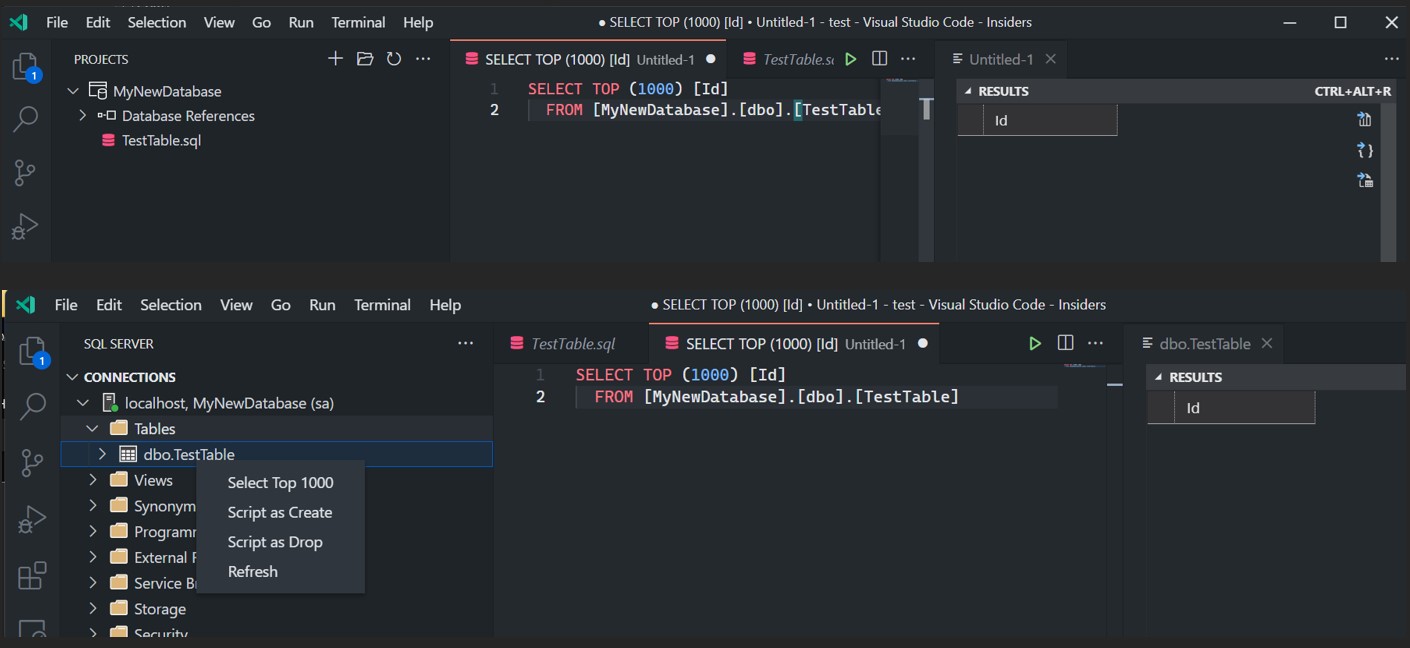 File Edit Selection View Go Run Terminal Help ● SELECT TOP (1000) [Id] • Untitled-1 - test - Visual Studio Code - Insiders
1
PROJECTS
MyNewDatabase
Database References
TestTable.sql
SELECT TOP (1000) [Id] Untitled-1 ● TestTable.sc
1 SELECT TOP (1000) [Id]
2 FROM [MyNewDatabase].[dbo].[TestTable
Untitled-1
RESULTS CTRL+ALT+R
Id
File Edit Selection View Go Run Terminal Help ● SELECT TOP (1000) [Id] • Untitled-1 - test - Visual Studio Code - Insiders
1
SQL SERVER
CONNECTIONS
localhost, MyNewDatabase (sa)
Tables
dbo.TestTable
Views
Synonym
Programm
External R
Service Br
Storage
Security
Select Top 1000
Script as Create
Script as Drop
Refresh
TestTable.sql SELECT TOP (1000) [Id] Untitled-1 ●
1 SELECT TOP (1000) [Id]
2 FROM [MyNewDatabase].[dbo].[TestTable]
dbo.TestTable
RESULTS
Id